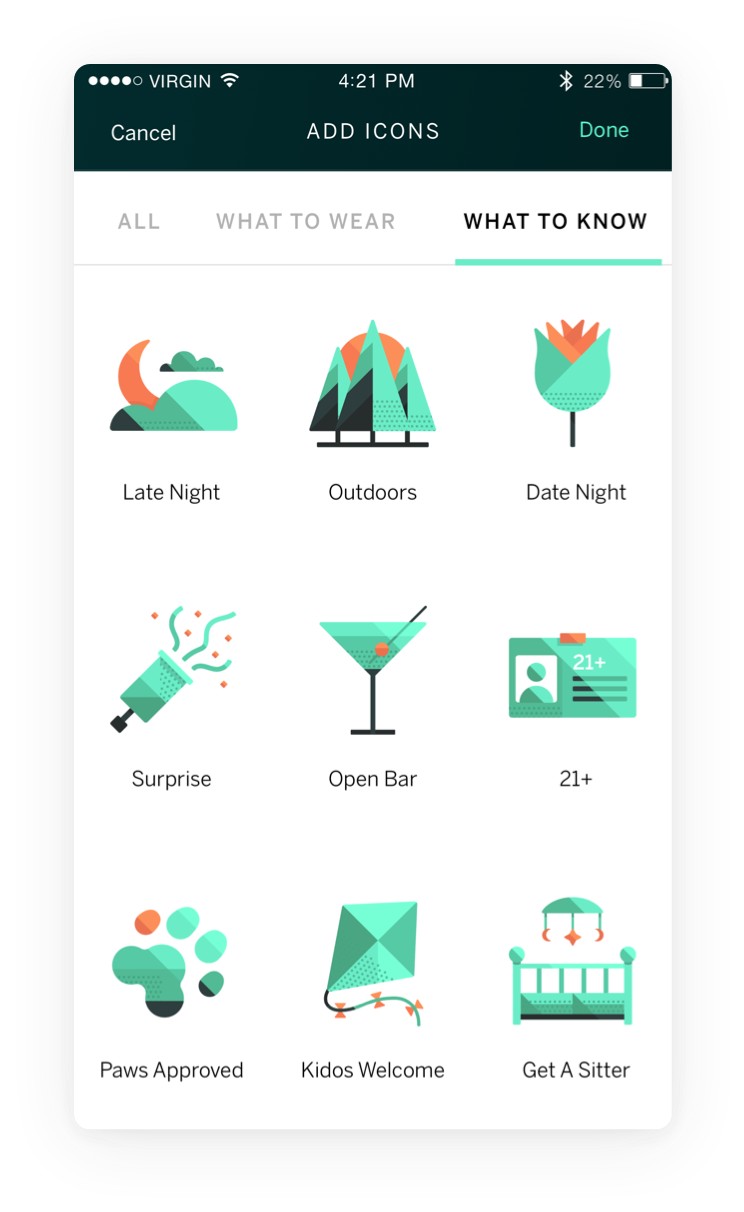 VIRGIN 4:21 PM 22%
Cancel ADD ICONS Done
ALL WHAT TO WEAR WHAT TO KNOW
Late Night Outdoors Date Night
21+
Surprise Open Bar 21+
Paws Approved Kidos Welcome Get A Sitter